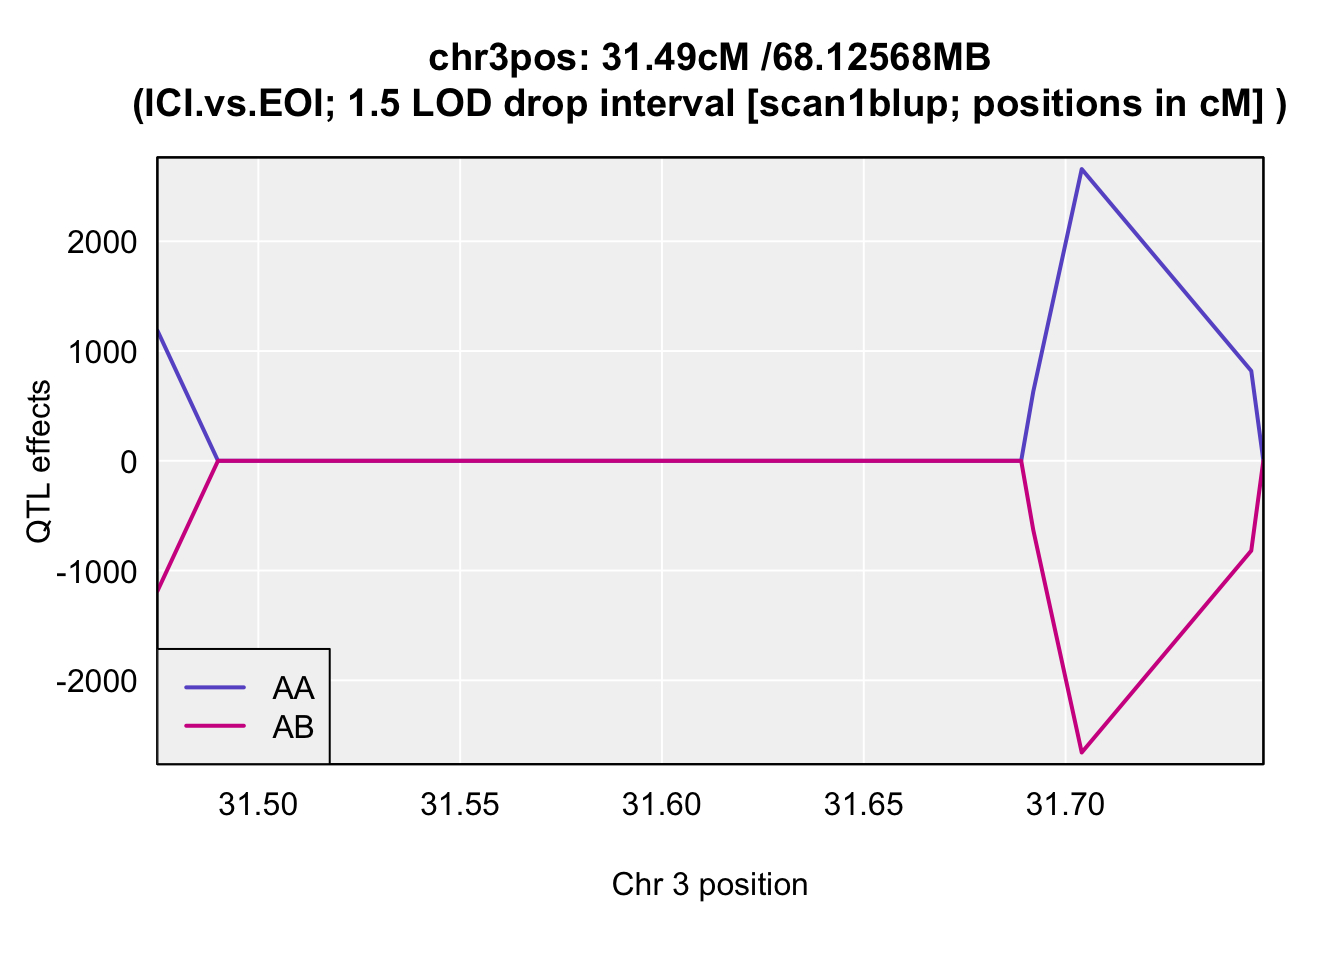 chr3pos: 31.49cM /68.12568MB
(ICI.vs.EOI; 1.5 LOD drop interval [scan1blup; positions in cM] )
QTL effects
2000
1000
0
-1000
-2000
AA
AB
31.50 31.55 31.60 31.65 31.70
Chr 3 position